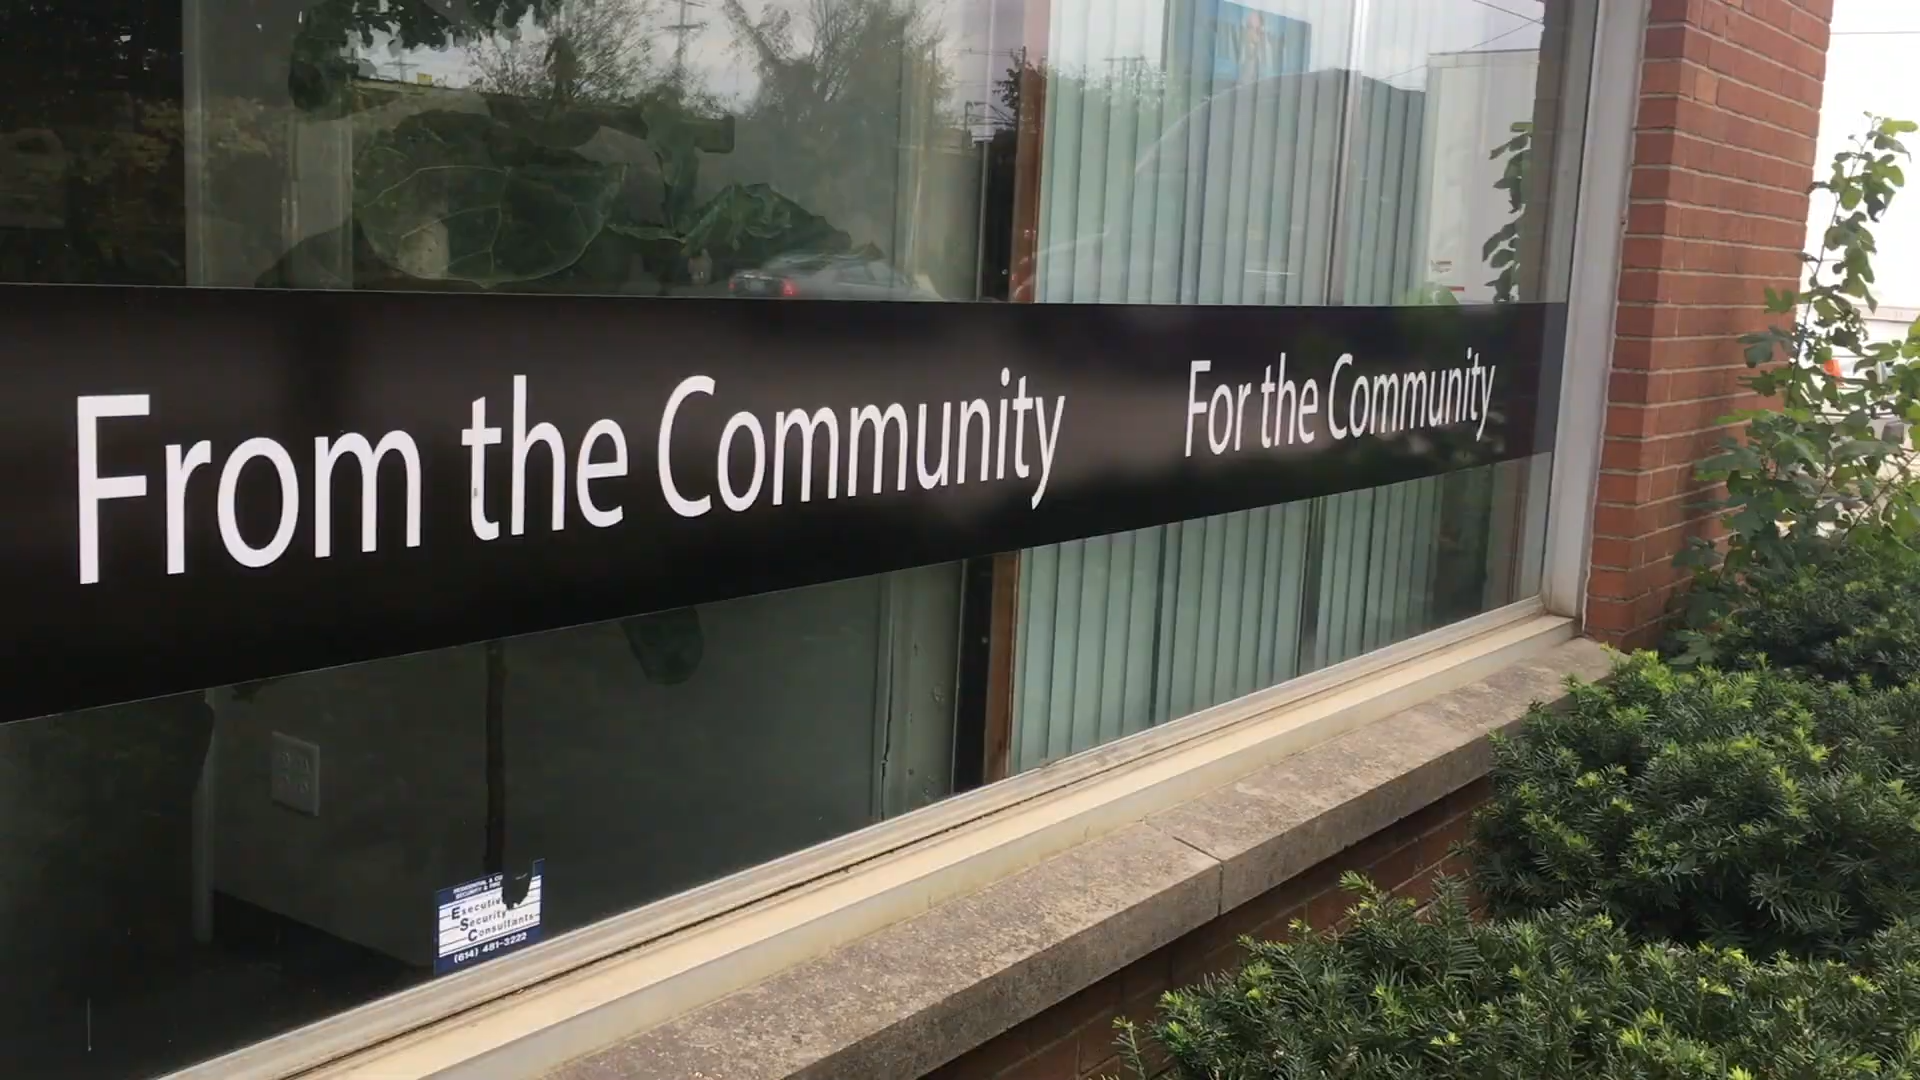 From the Community For the Community
Executive
Security
Consultants
(614) 481-3222